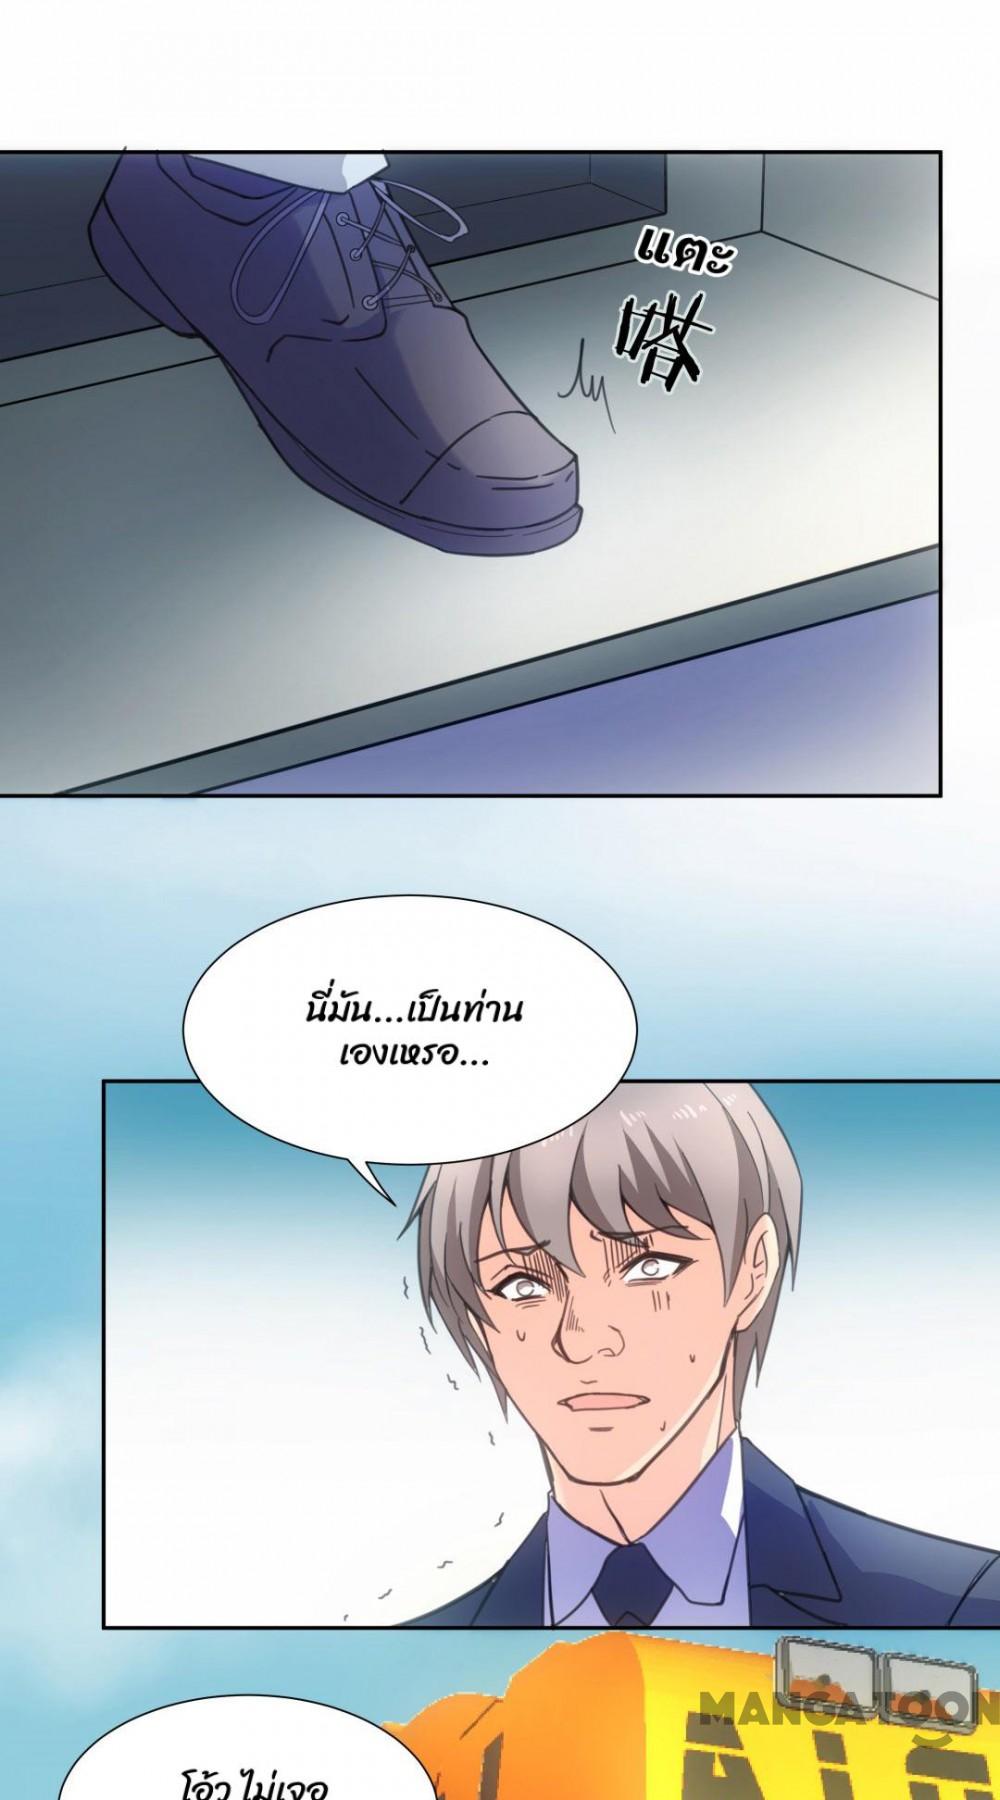 แตะ
嗒
นี่มัน...เป็นท่าน
เองเหรอ...
MANGATOON
โอ้ว ไม่เจอ